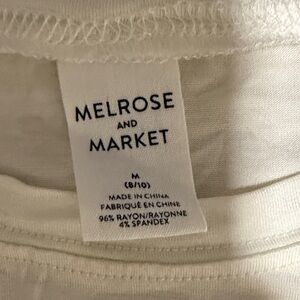 MELROSE
AND
MARKET
M
(8/10)
MADE IN CHINA
FABRIQUÉ EN CHINE
96% RAYON/RAYONNE
4% SPANDEX